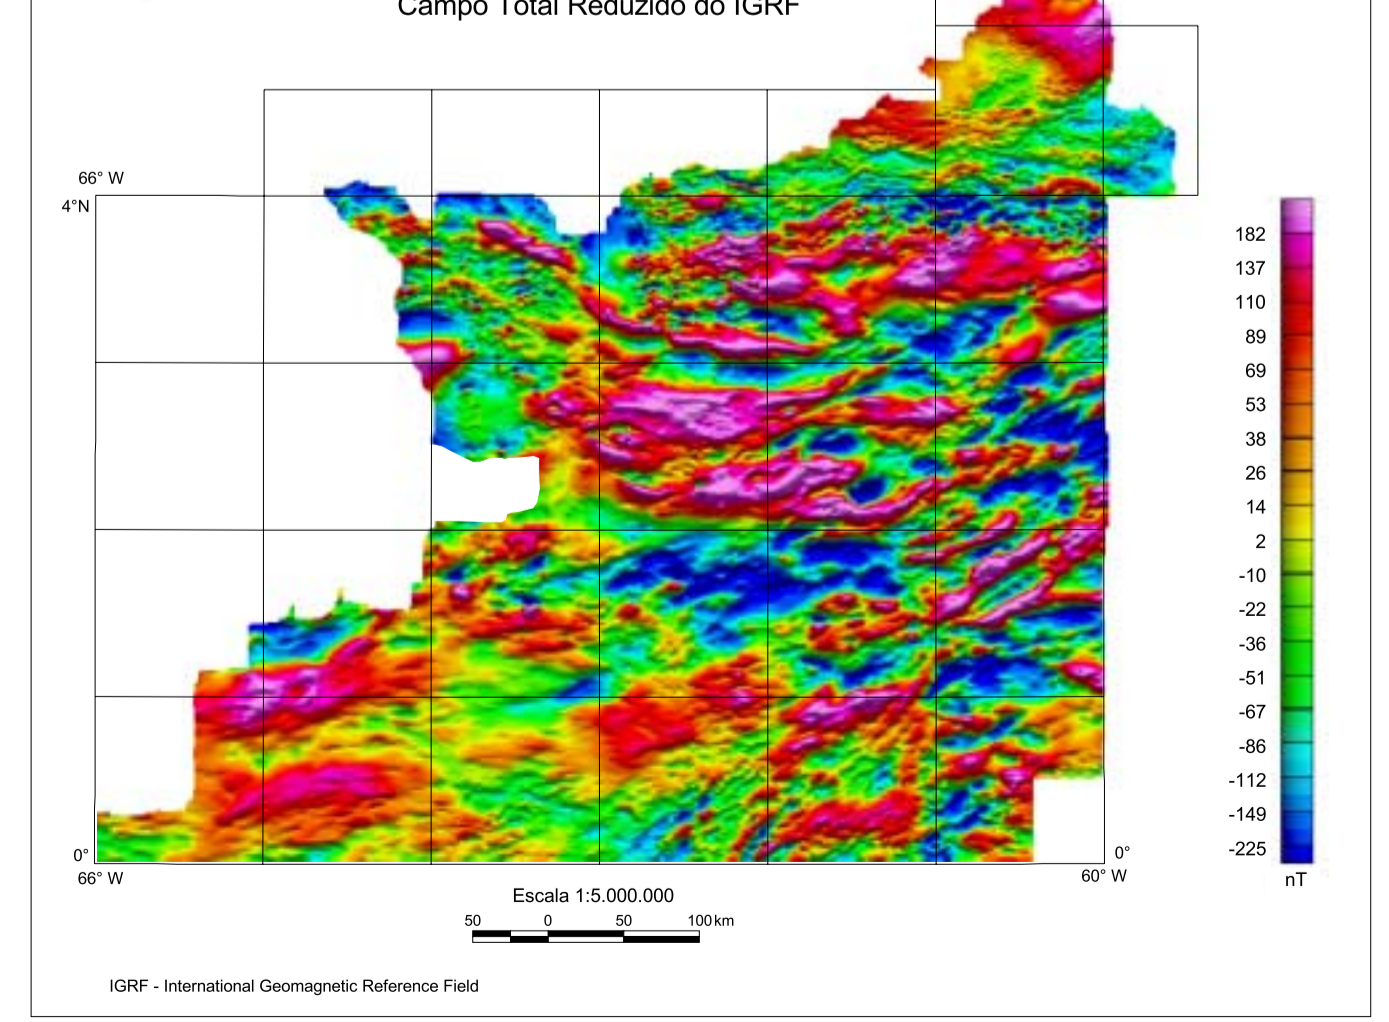 Campo Total Reduzido do IGRF
66° W
4°N
182
137
110
89
69
53
38
26
14
2
-10
-22
-36
-51
-67
-86
-112
-149
-225
nT
0°
66° W
0°
60° W
Escala 1:5.000.000
50 0 50 100 km
IGRF - International Geomagnetic Reference Field